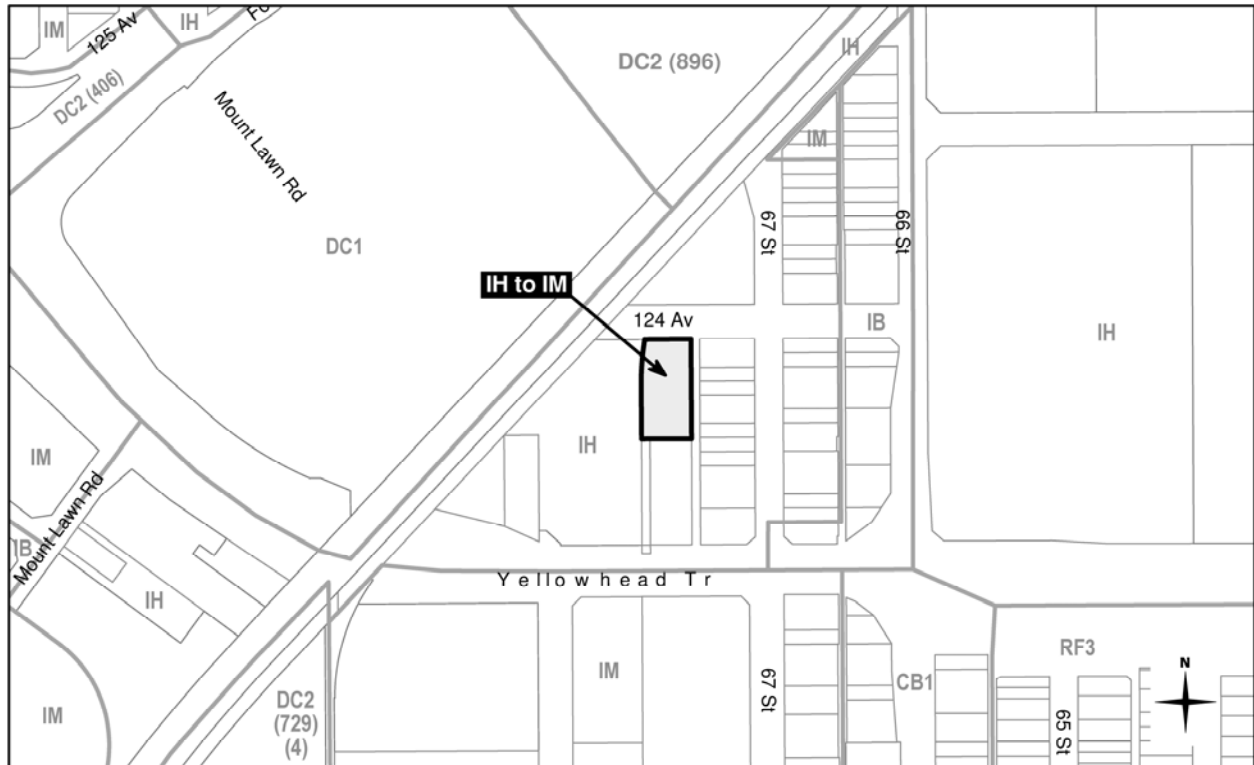 IM
IH
125 Av
Fo
DC2 (406)
Mount Lawn Rd
DC2 (896)
IH
IM
DC1
67 St
66 St
IH to IM
124 Av
IB
IH
IH
IM
Mount Lawn Rd
IB
IH
Yellowhead Tr
IM
DC2
(729)
(4)
IM
67 St
CB1
RF3
65 St
N